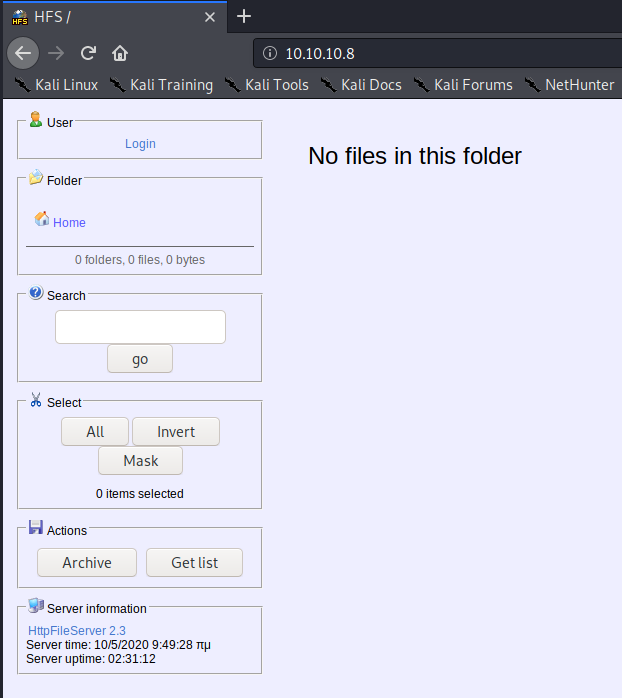 HFS /
10.10.10.8
Kali Linux Kali Training Kali Tools Kali Docs Kali Forums NetHunter
User
Login
Folder
Home
0 folders, 0 files, 0 bytes
Search
go
Select
All Invert
Mask
0 items selected
Actions
Archive Get list
Server information
HttpFileServer 2.3
Server time: 10/5/2020 9:49:28 πμ
Server uptime: 02:31:12
No files in this folder